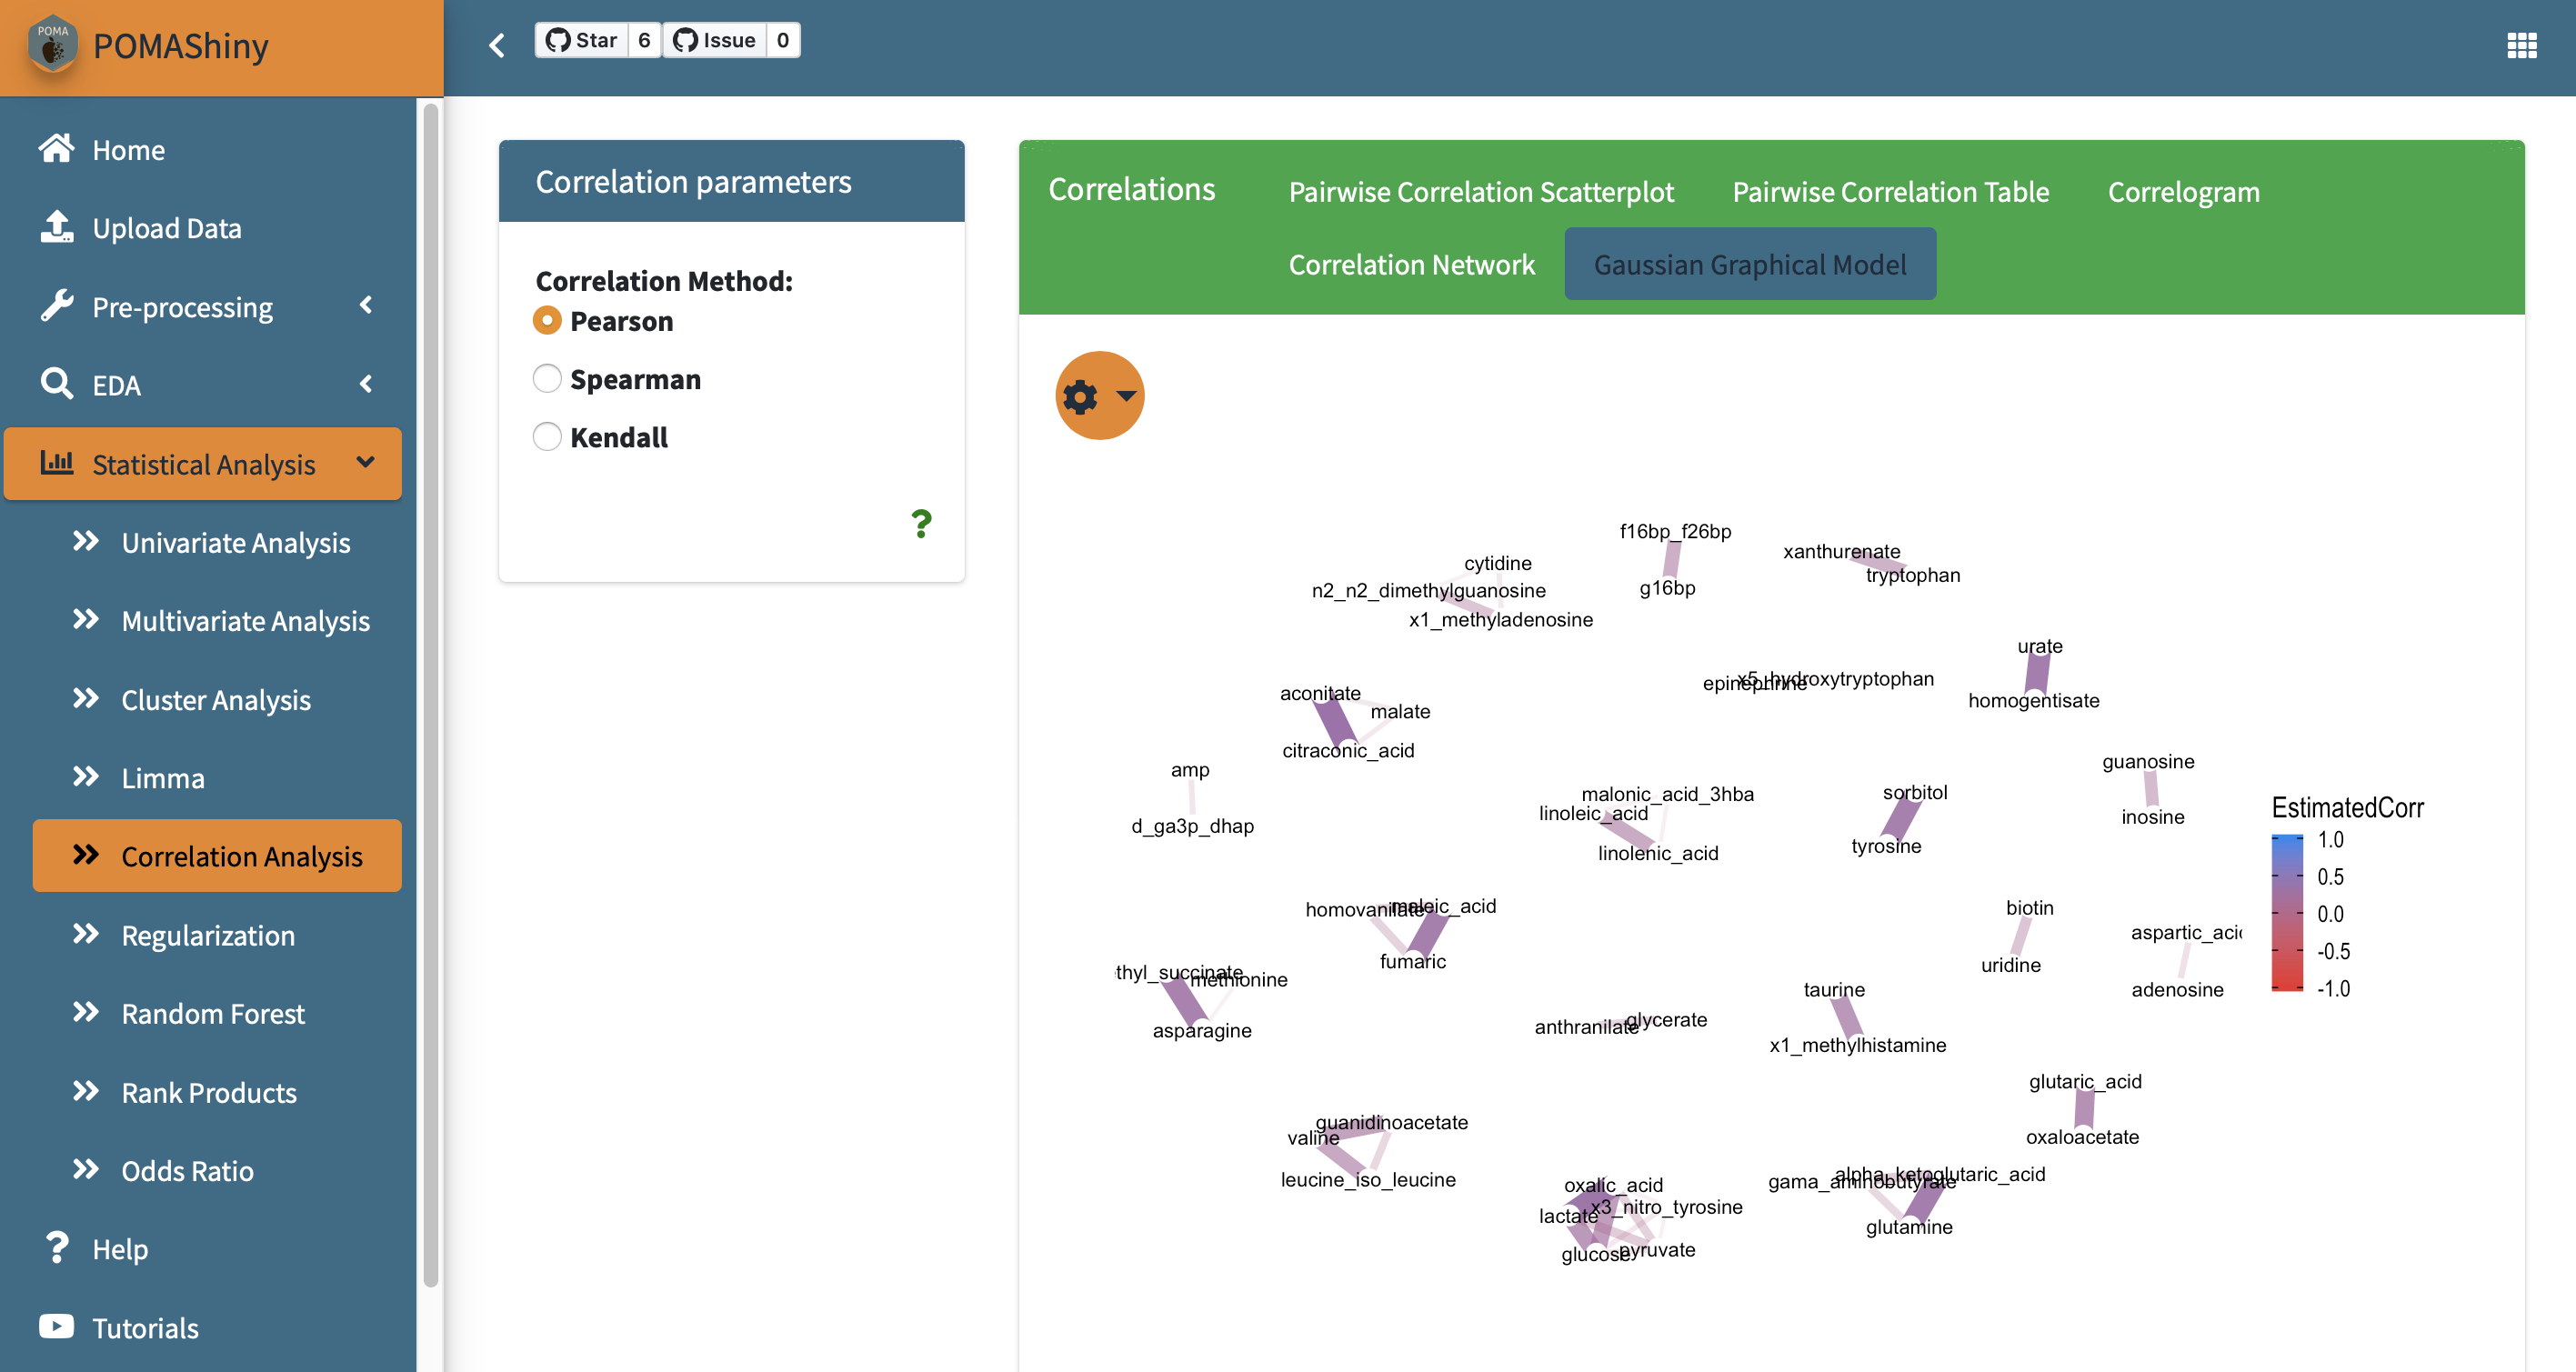 POMA
POMAShiny
Star 6 Issue 0
Home
Upload Data
Pre-processing
EDA
Statistical Analysis
Univariate Analysis
Multivariate Analysis
Cluster Analysis
Limma
Correlation Analysis
Regularization
Random Forest
Rank Products
Odds Ratio
Help
Tutorials
Correlation parameters
Correlation Method:
Pearson
Spearman
Kendall
?
Correlations
Pairwise Correlation Scatterplot
Pairwise Correlation Table
Correlogram
Correlation Network
Gaussian Graphical Model
f16bp_f26bp
g16bp
xanthurenate
tryptophan
cytidine
n2_n2_dimethylguanosine
x1_methyladenosine
urate
homogentisate
x5_hydroxytryptophan
epinephrine
aconitate
malate
citraconic_acid
amp
d_ga3p_dhap
malonic_acid_3hba
linoleic_acid
linolenic_acid
sorbitol
tyrosine
guanosine
inosine
homovanilate
maleic_acid
fumaric
biotin
uridine
aspartic_acid
adenosine
thyl_succinate
methionine
asparagine
anthranilate
glycerate
taurine
x1_methylhistamine
glutaric_acid
oxaloacetate
guanidinoacetate
valine
leucine_iso_leucine
oxalic_acid
x3_nitro_tyrosine
lactate
glucose
pyruvate
alpha_ketoglutaric_acid
gama_aminobutyrate
glutamine
EstimatedCorr
1.0
0.5
0.0
-0.5
-1.0